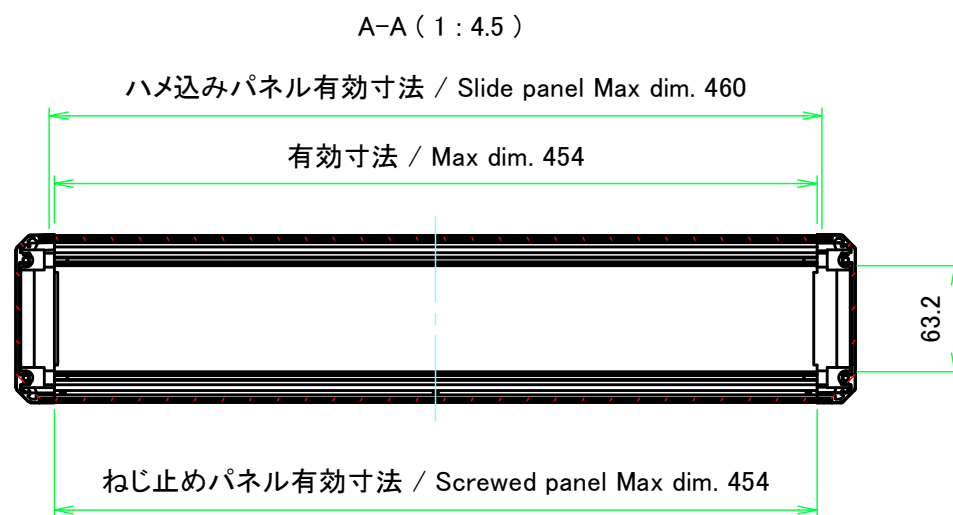 A-A ( 1 : 4.5 )
ハメ込みパネル有効寸法 / Slide panel Max dim. 460
有効寸法 / Max dim. 454
63.2
ねじ止めパネル有効寸法 / Screwed panel Max dim. 454